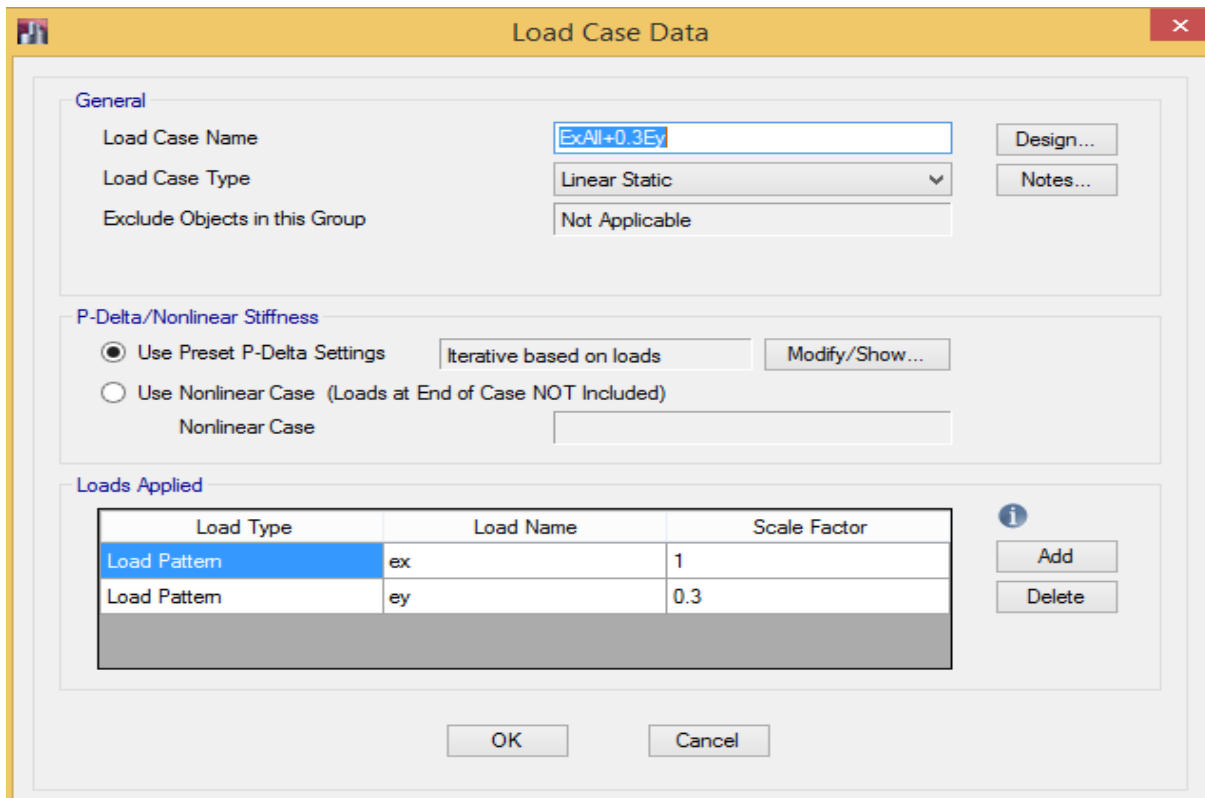 Load Case Data
General
Load Case Name ExAll+0.3Ey Design...
Load Case Type Linear Static Notes...
Exclude Objects in this Group Not Applicable
P-Delta/Nonlinear Stiffness
Use Preset P-Delta Settings Iterative based on loads Modify/Show...
Use Nonlinear Case (Loads at End of Case NOT Included)
Nonlinear Case
Loads Applied
Load Type Load Name Scale Factor
Load Pattern ex 1 Add
Load Pattern ey 0.3 Delete
OK Cancel